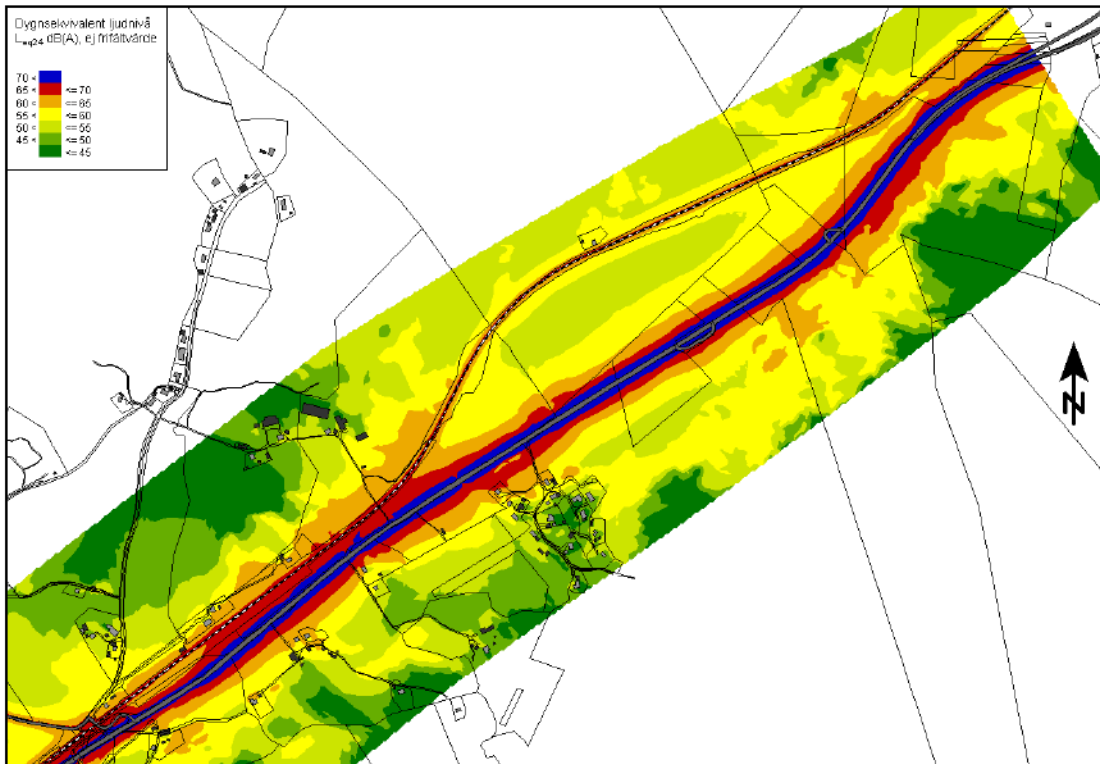 Dygnsekvivalent ljudnivå
Leq24 dB(A), ej frifältvärde
70 <
65 < <= 70
60 < <= 65
55 < <= 60
50 < <= 55
45 < <= 50
<= 45
N